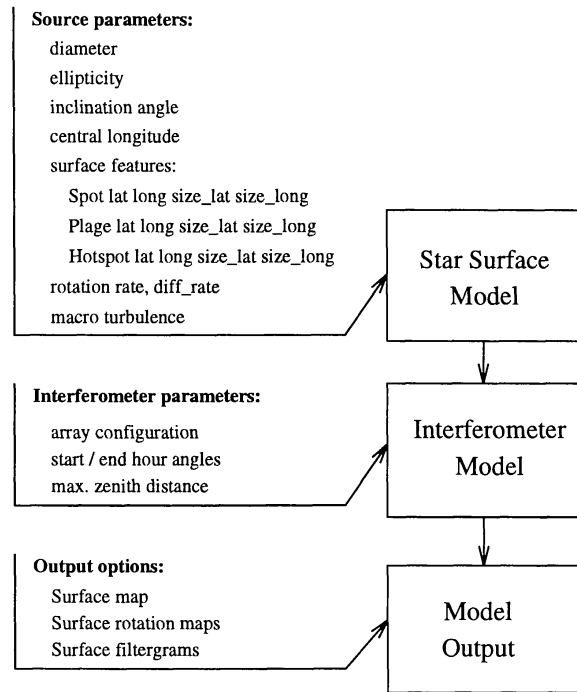 Source parameters:
diameter
ellipticity
inclination angle
central longitude
surface features:
Spot lat long size_lat size_long
Plage lat long size_lat size_long
Hotspot lat long size_lat size_long
rotation rate, diff_rate
macro turbulence
Star Surface
Model
Interferometer parameters:
array configuration
start / end hour angles
max. zenith distance
Interferometer
Model
Output options:
Surface map
Surface rotation maps
Surface filtergrams
Model
Output